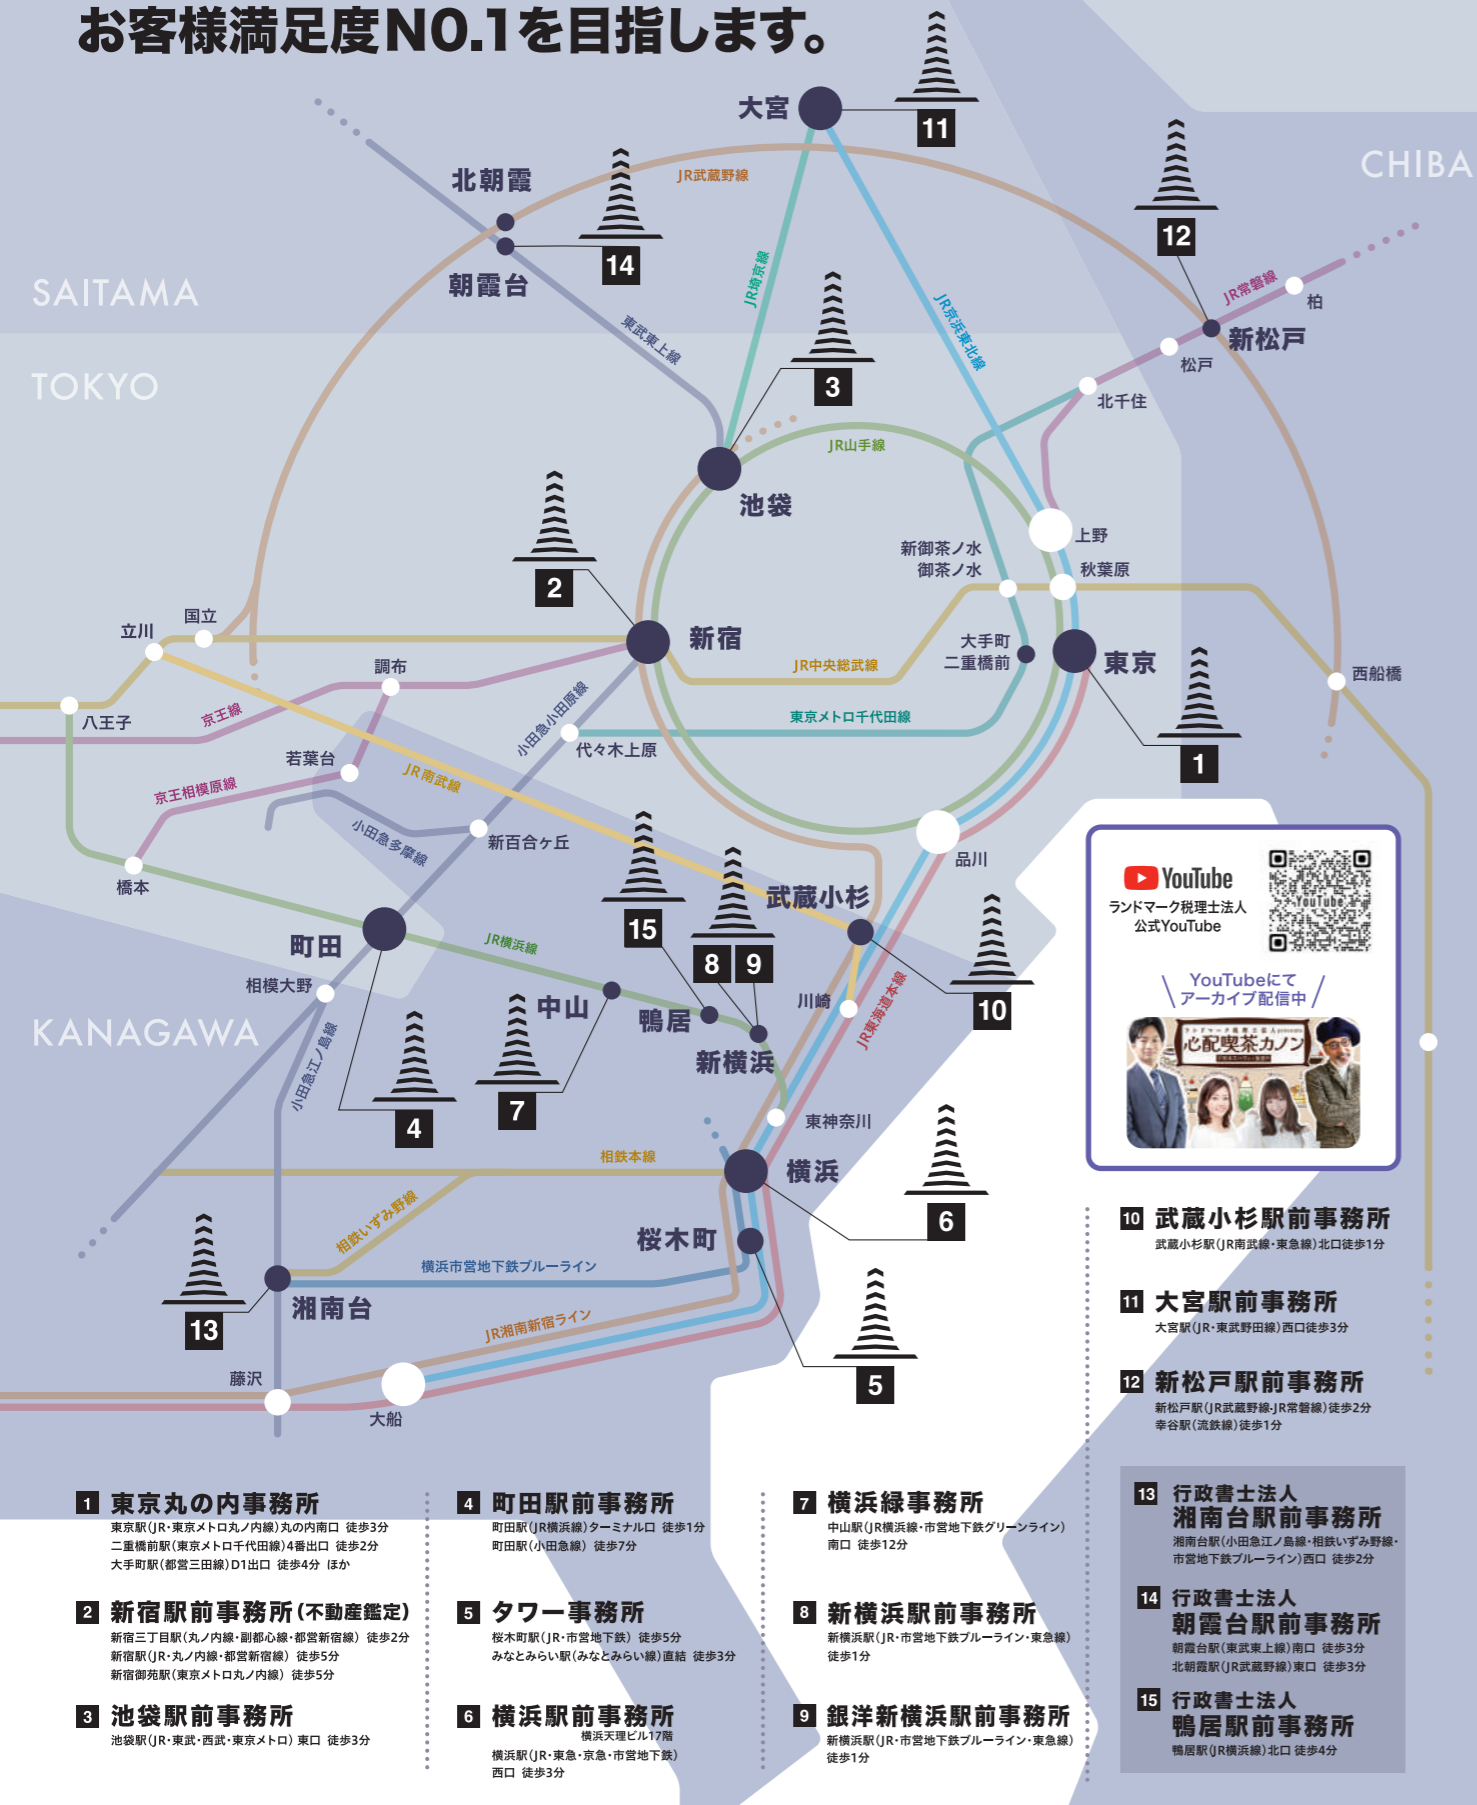 お客様満足度N0.1を目指します。
大宮
11
CHIBA
12
北朝霞
JR武蔵野線
14
朝霞台
SAITAMA
JR埼京線
JR常磐線
柏
新松戸
松戸
東武東上線
JR京浜東北線
TOKYO
3
北千住
JR山手線
池袋
上野
新御茶ノ水
御茶ノ水
秋葉原
2
国立
立川
新宿
大手町
二重橋前
東京
JR中央総武線
西船橋
調布
京王線
八王子
小田急小田原線
東京メトロ千代田線
代々木上原
若葉台
JR南武線
京王相模原線
1
小田急多摩線
新百合ヶ丘
品川
橋本
武蔵小杉
15
8
9
10
町田
JR横浜線
相模大野
中山
鴨居
新横浜
川崎
JR東海道本線
KANAGAWA
小田急江ノ島線
4
7
東神奈川
相鉄本線
横浜
6
相鉄いずみ野線
桜木町
横浜市営地下鉄ブルーライン
湘南台
13
JR湘南新宿ライン
5
藤沢
大船
YouTube
ランドマーク税理士法人
公式YouTube
YouTube
YouTubeにて
アーカイブ配信中
ランドマーク税理士法人presents
心配喫茶カノン
10 武蔵小杉駅前事務所
武蔵小杉駅（JR南武線・東急線）北口徒歩1分
11 大宮駅前事務所
大宮駅（JR・東武野田線）西口徒歩3分
12 新松戸駅前事務所
新松戸駅（JR武蔵野線・JR常磐線）徒歩2分
幸谷駅（流鉄線）徒歩1分
13 行政書士法人
湘南台駅前事務所
湘南台駅（小田急江ノ島線・相鉄いずみ野線・
市営地下鉄ブルーライン）西口 徒歩2分
14 行政書士法人
朝霞台駅前事務所
朝霞台駅（東武東上線）南口 徒歩3分
北朝霞駅（JR武蔵野線）東口 徒歩3分
15 行政書士法人
鴨居駅前事務所
鴨居駅（JR横浜線）北口 徒歩4分
1 東京丸の内事務所
東京駅（JR・東京メトロ丸ノ内線）丸の内南口 徒歩3分
二重橋前駅（東京メトロ千代田線）4番出口 徒歩2分
大手町駅（都営三田線）D1出口 徒歩4分 ほか
2 新宿駅前事務所（不動産鑑定）
新宿三丁目駅（丸ノ内線・副都心線・都営新宿線） 徒歩2分
新宿駅（JR・丸ノ内線・都営新宿線） 徒歩5分
新宿御苑駅（東京メトロ丸ノ内線） 徒歩5分
3 池袋駅前事務所
池袋駅（JR・東武・西武・東京メトロ） 東口 徒歩3分
4 町田駅前事務所
町田駅（JR横浜線）ターミナル口 徒歩1分
町田駅（小田急線） 徒歩7分
5 タワー事務所
桜木町駅（JR・市営地下鉄） 徒歩5分
みなとみらい駅（みなとみらい線）直結 徒歩3分
6 横浜駅前事務所
横浜天理ビル17階
横浜駅（JR・東急・京急・市営地下鉄）
西口 徒歩3分
7 横浜緑事務所
中山駅（JR横浜線・市営地下鉄グリーンライン）
南口 徒歩12分
8 新横浜駅前事務所
新横浜駅（JR・市営地下鉄ブルーライン・東急線）
徒歩1分
9 銀洋新横浜駅前事務所
新横浜駅（JR・市営地下鉄ブルーライン・東急線）
徒歩1分